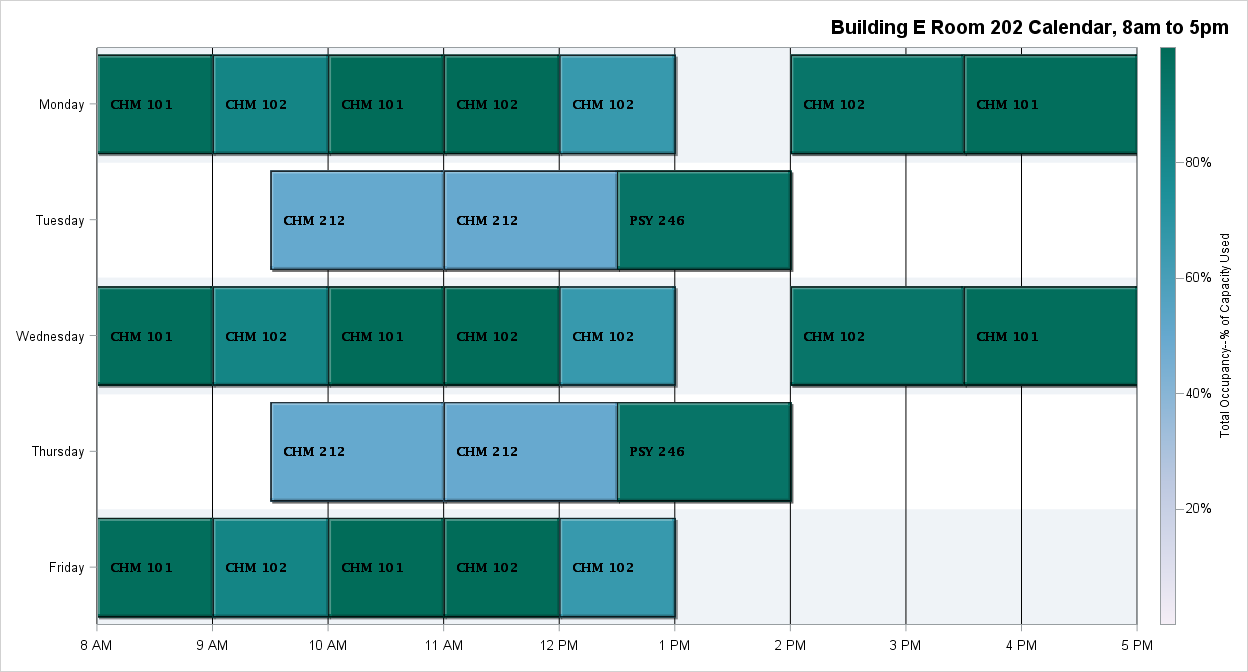 Building E Room 202 Calendar, 8am to 5pm
Monday
CHM 101
CHM 102
CHM 101
CHM 102
CHM 102
CHM 102
CHM 101
Tuesday
CHM 212
CHM 212
PSY 246
Wednesday
CHM 101
CHM 102
CHM 101
CHM 102
CHM 102
CHM 102
CHM 101
Thursday
CHM 212
CHM 212
PSY 246
Friday
CHM 101
CHM 102
CHM 101
CHM 102
CHM 102
8 AM
9 AM
10 AM
11 AM
12 PM
1 PM
2 PM
3 PM
4 PM
5 PM
80%
60%
40%
20%
Total Occupancy--% of Capacity Used